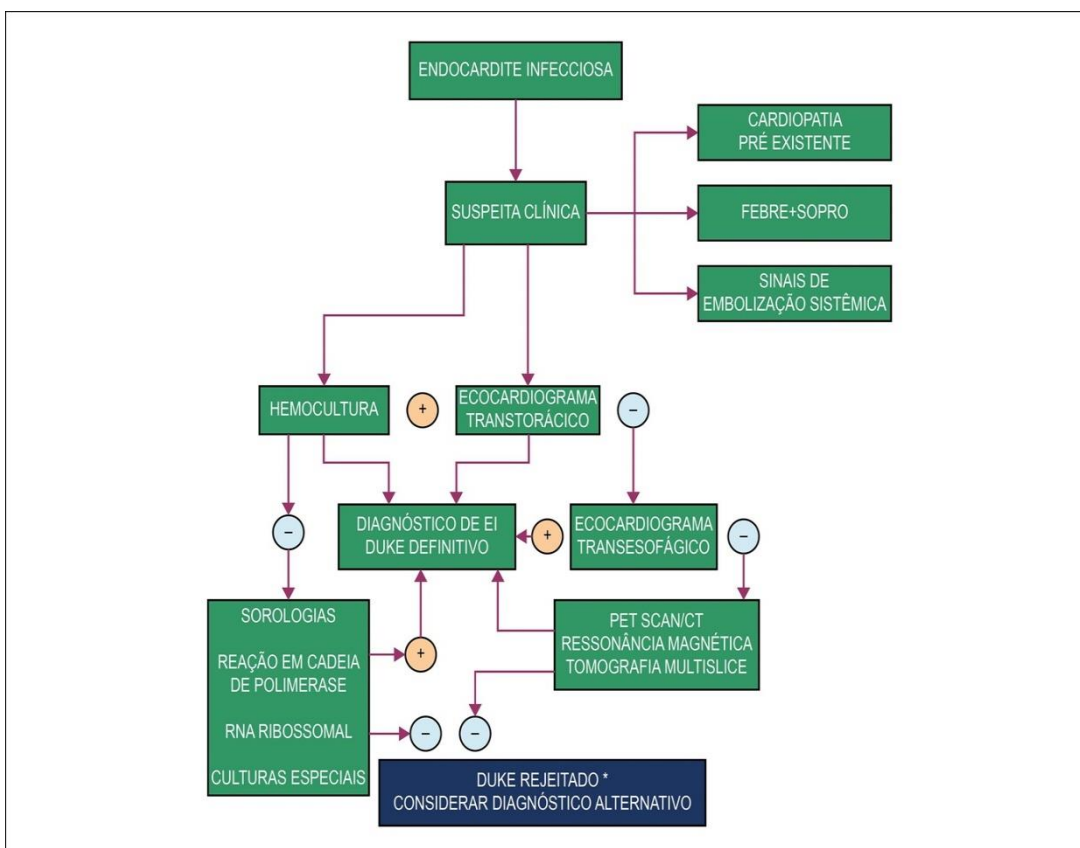 ENDOCARDITE INFECCIOSA
CARDIOPATIA
PRÉ EXISTENTE
SUSPEITA CLÍNICA
FEBRE+SOPRO
SINAIS DE
EMBOLIZAÇÃO SISTÊMICA
HEMOCULTURA
+
ECOCARDIOGRAMA
TRANSTORÁCICO
−
DIAGNÓSTICO DE EI
DUKE DEFINITIVO
+
ECOCARDIOGRAMA
TRANSESOFÁGICO
−
−
SOROLOGIAS
REAÇÃO EM CADEIA
DE POLIMERASE
RNA RIBOSSOMAL
CULTURAS ESPECIAIS
+
−
PET SCAN/CT
RESSONÂNCIA MAGNÉTICA
TOMOGRAFIA MULTISLICE
−
DUKE REJEITADO *
CONSIDERAR DIAGNÓSTICO ALTERNATIVO